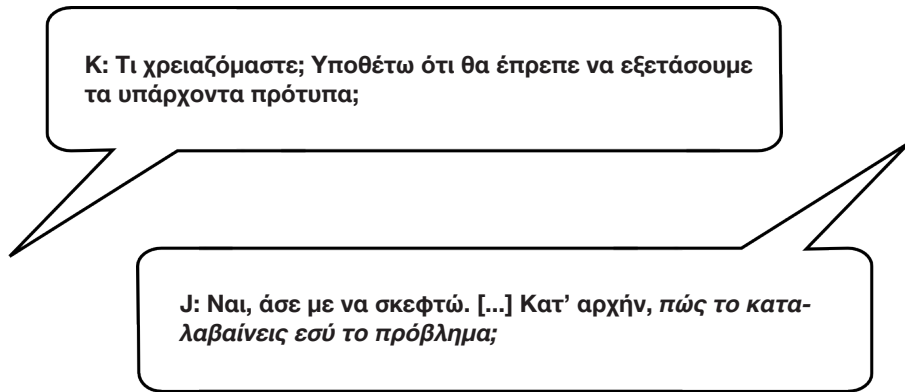 K: Τι χρειαζόμαστε; Υποθέτω ότι θα έπρεπε να εξετάσουμε
τα υπάρχοντα πρότυπα;
J: Ναι, άσε με να σκεφτώ. [...] Κατ’ αρχήν, πώς το κατα-
λαβαίνεις εσύ το πρόβλημα;